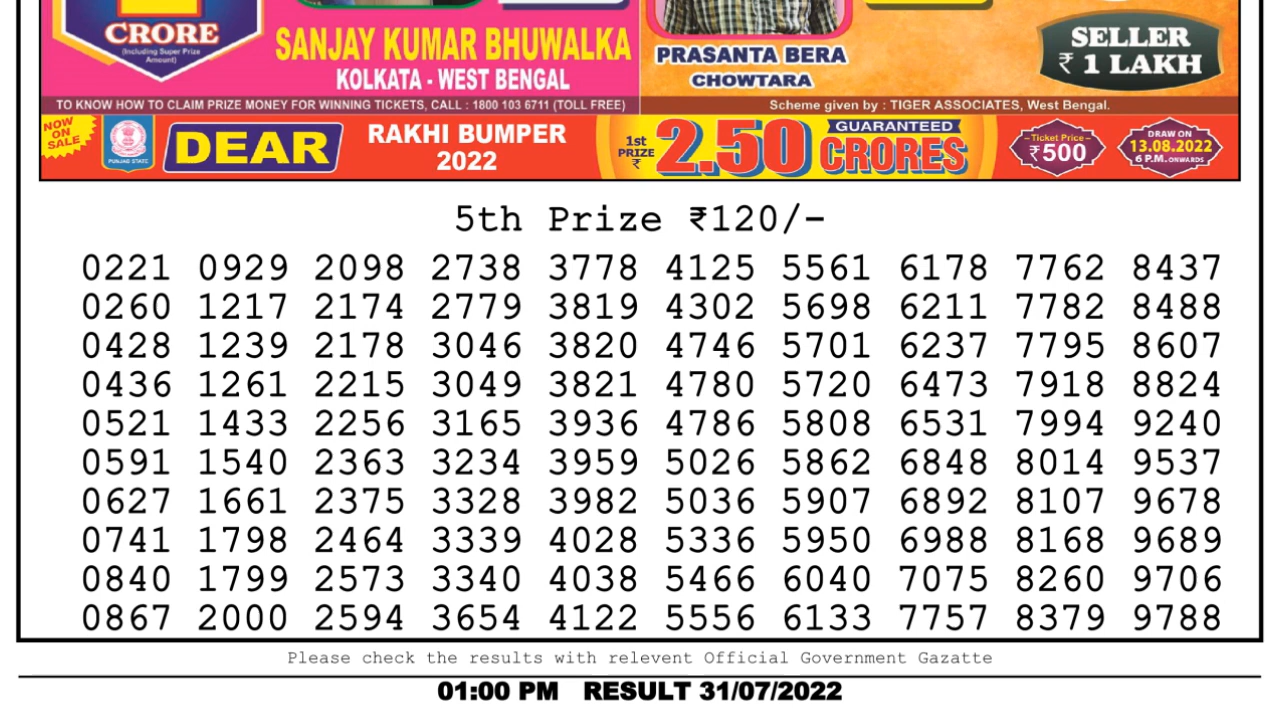 CRORE
(Including Super Prize
Amount)
SANJAY KUMAR BHUWALKA
KOLKATA - WEST BENGAL
PRASANTA BERA
CHOWTARA
SELLER
₹ 1 LAKH
TO KNOW HOW TO CLAIM PRIZE MONEY FOR WINNING TICKETS, CALL : 1800 103 6711 (TOLL FREE)
Scheme given by : TIGER ASSOCIATES, West Bengal.
NOW
ON
SALE
PUNJAB STATE
DEAR
RAKHI BUMPER
2022
1st
PRIZE
₹
2.50
GUARANTEED
CRORES
Ticket Price
₹500
DRAW ON
13.08.2022
6 P.M. ONWARDS
5th Prize ₹120/-
0221 0929 2098 2738 3778 4125 5561 6178 7762 8437
0260 1217 2174 2779 3819 4302 5698 6211 7782 8488
0428 1239 2178 3046 3820 4746 5701 6237 7795 8607
0436 1261 2215 3049 3821 4780 5720 6473 7918 8824
0521 1433 2256 3165 3936 4786 5808 6531 7994 9240
0591 1540 2363 3234 3959 5026 5862 6848 8014 9537
0627 1661 2375 3328 3982 5036 5907 6892 8107 9678
0741 1798 2464 3339 4028 5336 5950 6988 8168 9689
0840 1799 2573 3340 4038 5466 6040 7075 8260 9706
0867 2000 2594 3654 4122 5556 6133 7757 8379 9788
Please check the results with relevent Official Government Gazatte
01:00 PM RESULT 31/07/2022